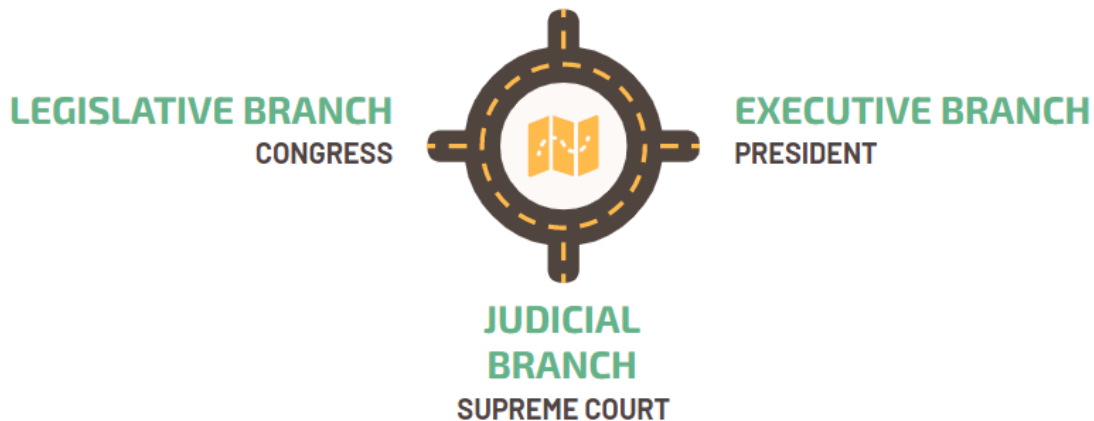 LEGISLATIVE BRANCH
CONGRESS
EXECUTIVE BRANCH
PRESIDENT
JUDICIAL
BRANCH
SUPREME COURT